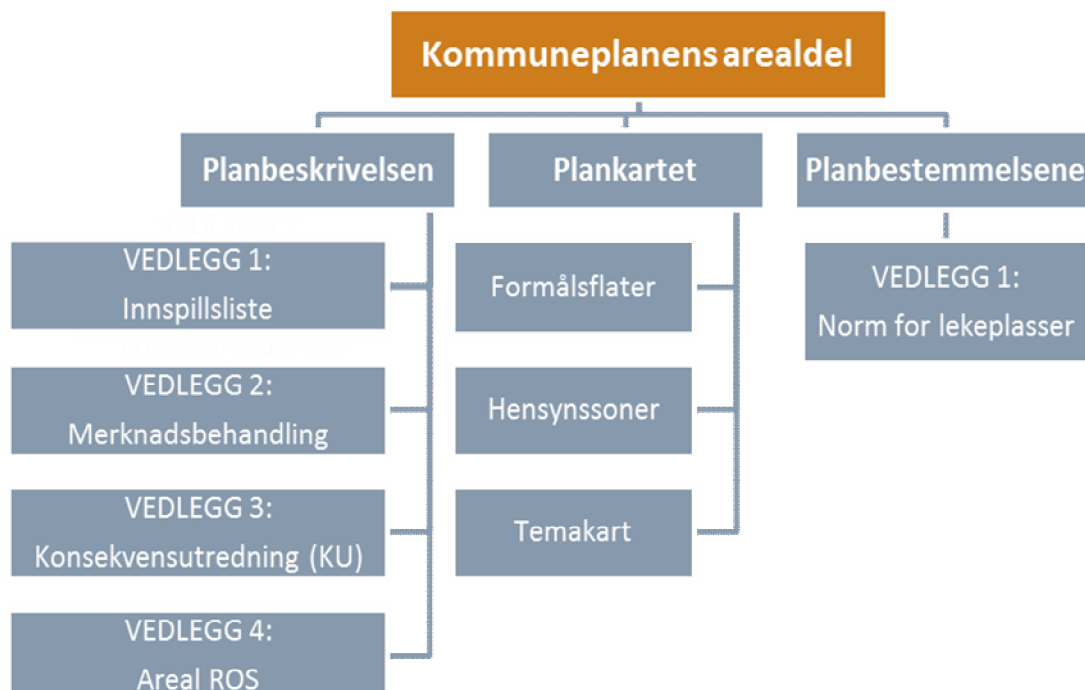 Kommuneplanens arealdel
Planbeskrivelsen
VEDLEGG 1:
Innspillsliste
VEDLEGG 2:
Merknadsbehandling
VEDLEGG 3:
Konsekvensutredning (KU)
VEDLEGG 4:
Areal ROS
Plankartet
Formålsflater
Hensynssoner
Temakart
Planbestemmelsene
VEDLEGG 1:
Norm for lekeplasser